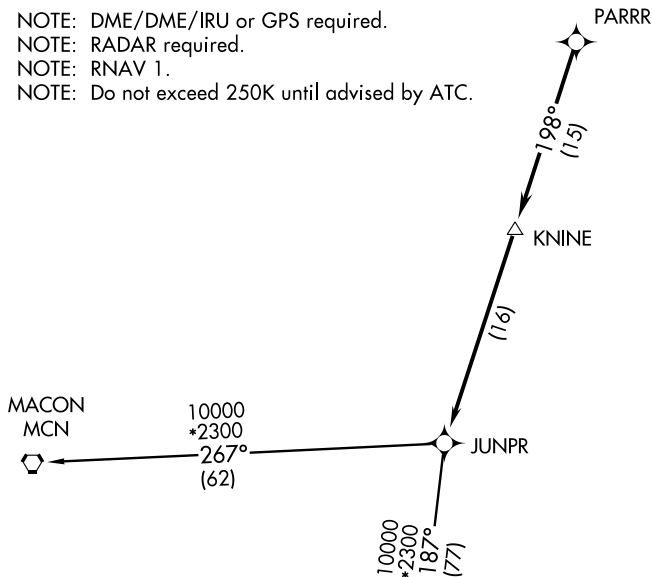 NOTE: DME/DME/IRU or GPS required.
NOTE: RADAR required.
NOTE: RNAV 1.
NOTE: Do not exceed 250K until advised by ATC.
PARRR
198°
(15)
KNINE
(16)
MACON
MCN
10000
*2300
267°
(62)
JUNPR
10000
*2300
187°
(77)